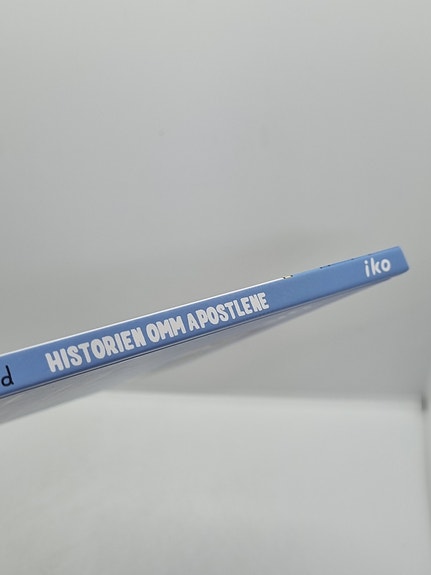 d HISTORIEN OMM APOSTLENE iko